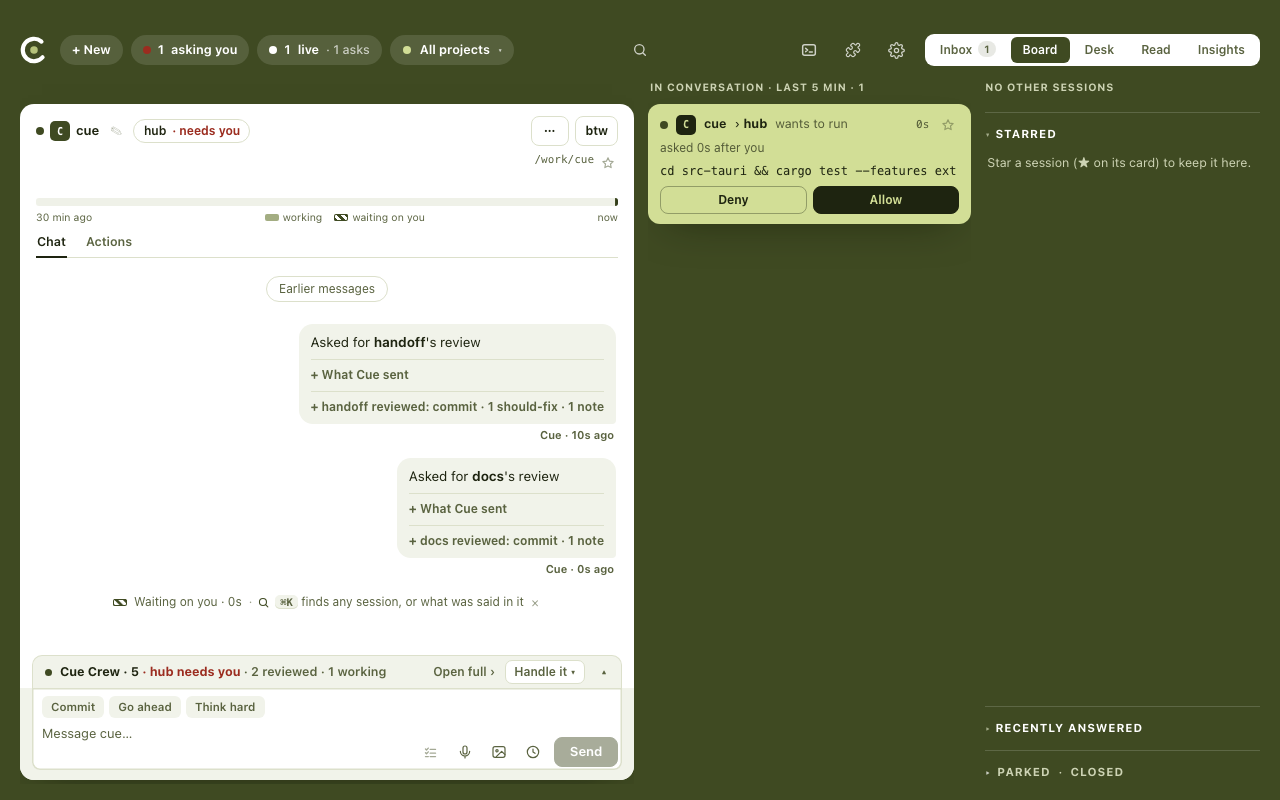 + New
1 asking you
1 live · 1 asks
All projects ·
Inbox 1
Board
Desk
Read
Insights
IN CONVERSATION · LAST 5 MIN · 1
NO OTHER SESSIONS
C cue
hub · needs you
···
btw
/work/cue
30 min ago
working
waiting on you
now
Chat
Actions
Earlier messages
Asked for handoff's review
+ What Cue sent
+ handoff reviewed: commit · 1 should-fix · 1 note
Cue · 10s ago
Asked for docs's review
+ What Cue sent
+ docs reviewed: commit · 1 note
Cue · 0s ago
Waiting on you · 0s · ⌘K finds any session, or what was said in it ×
Cue Crew · 5 · hub needs you · 2 reviewed · 1 working
Open full ›
Handle it ▾
Commit
Go ahead
Think hard
Message cue…
Send
C cue › hub wants to run 0s
asked 0s after you
cd src-tauri && cargo test --features ext
Deny
Allow
STARRED
Star a session (★ on its card) to keep it here.
RECENTLY ANSWERED
PARKED · CLOSED